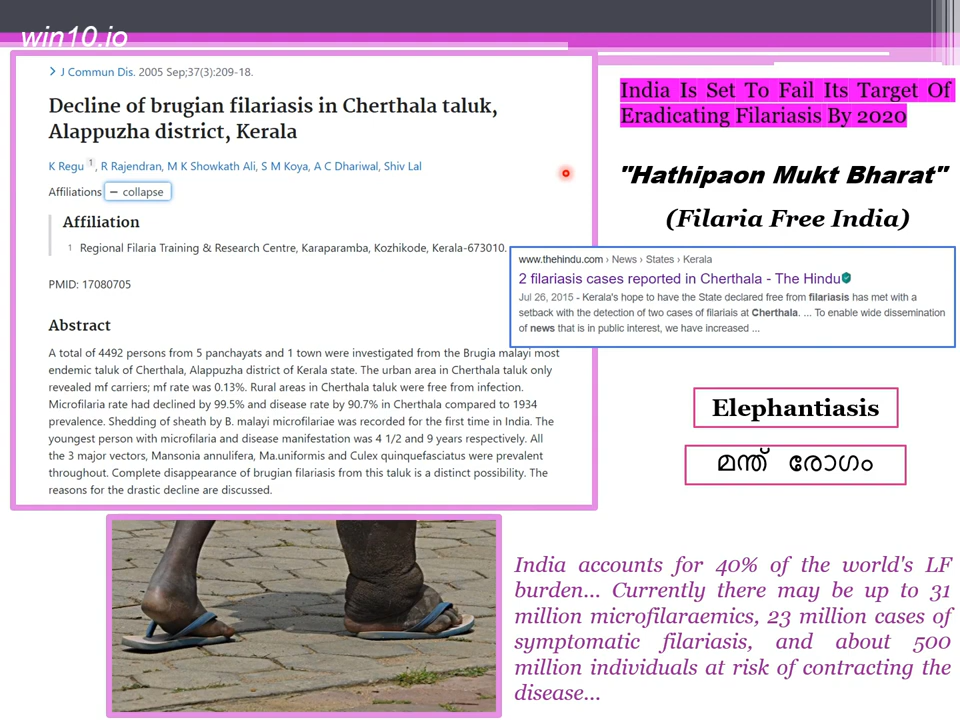 win10.io
> J Commun Dis. 2005 Sep;37(3):209-18.
Decline of brugian filariasis in Cherthala taluk,
Alappuzha district, Kerala
K Regu 1, R Rajendran, M K Showkath Ali, S M Koya, A C Dhariwal, Shiv Lal
Affiliations − collapse
Affiliation
1 Regional Filaria Training & Research Centre, Karaparamba, Kozhikode, Kerala-673010.
PMID: 17080705
Abstract
A total of 4492 persons from 5 panchayats and 1 town were investigated from the Brugia malayi most
endemic taluk of Cherthala, Alappuzha district of Kerala state. The urban area in Cherthala taluk only
revealed mf carriers; mf rate was 0.13%. Rural areas in Cherthala taluk were free from infection.
Microfilaria rate had declined by 99.5% and disease rate by 90.7% in Cherthala compared to 1934
prevalence. Shedding of sheath by B. malayi microfilariae was recorded for the first time in India. The
youngest person with microfilaria and disease manifestation was 4 1/2 and 9 years respectively. All
the 3 major vectors, Mansonia annulifera, Ma.uniformis and Culex quinquefasciatus were prevalent
throughout. Complete disappearance of brugian filariasis from this taluk is a distinct possibility. The
reasons for the drastic decline are discussed.
India Is Set To Fail Its Target Of
Eradicating Filariasis By 2020
"Hathipaon Mukt Bharat"
(Filaria Free India)
www.thehindu.com › News › States › Kerala
2 filariasis cases reported in Cherthala - The Hindu
Jul 26, 2015 - Kerala's hope to have the State declared free from filariasis has met with a
setback with the detection of two cases of filariais at Cherthala. ... To enable wide dissemination
of news that is in public interest, we have increased ...
Elephantiasis
മന്ത് രോഗം
India accounts for 40% of the world's LF
burden... Currently there may be up to 31
million microfilaraemics, 23 million cases of
symptomatic filariasis, and about 500
million individuals at risk of contracting the
disease...